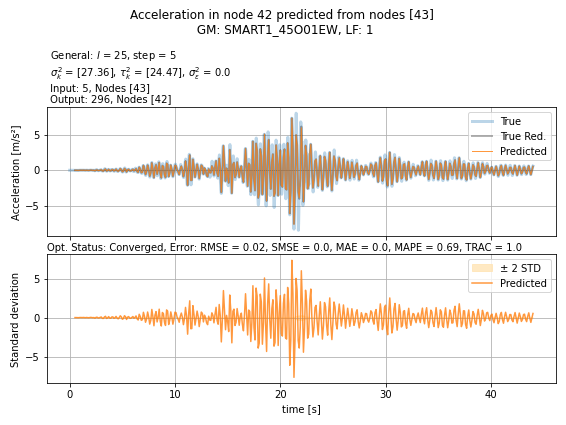 Acceleration in node 42 predicted from nodes [43]
GM: SMART1_45O01EW, LF: 1
General: l = 25, step = 5
σ²ₖ = [27.36], τ²ₖ = [24.47], σ²ε = 0.0
Input: 5, Nodes [43]
Output: 296, Nodes [42]
Acceleration [m/s²]
5
0
−5
True
True Red.
Predicted
Opt. Status: Converged, Error: RMSE = 0.02, SMSE = 0.0, MAE = 0.0, MAPE = 0.69, TRAC = 1.0
Standard deviation
5
0
−5
± 2 STD
Predicted
0 10 20 30 40
time [s]